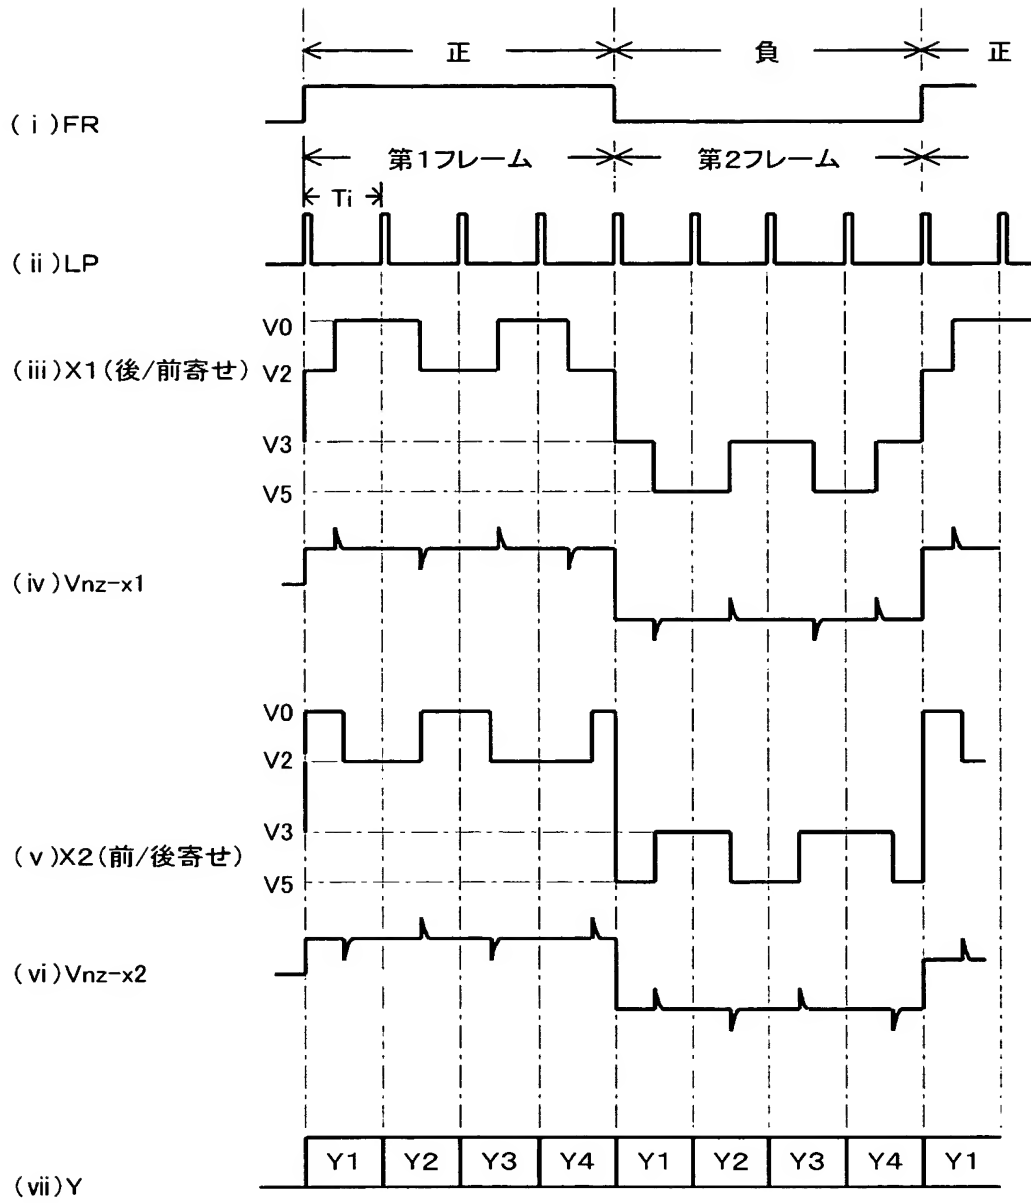 正 負 正
(ⅰ)FR
第1フレーム 第2フレーム
Ti
(ⅱ)LP
V0
(ⅲ)X1(後/前寄せ) V2
V3
V5
(ⅳ)Vnz-x1
V0
V2
V3
(ⅴ)X2(前/後寄せ)
V5
(ⅵ)Vnz-x2
Y1 Y2 Y3 Y4 Y1 Y2 Y3 Y4 Y1
(ⅶ)Y